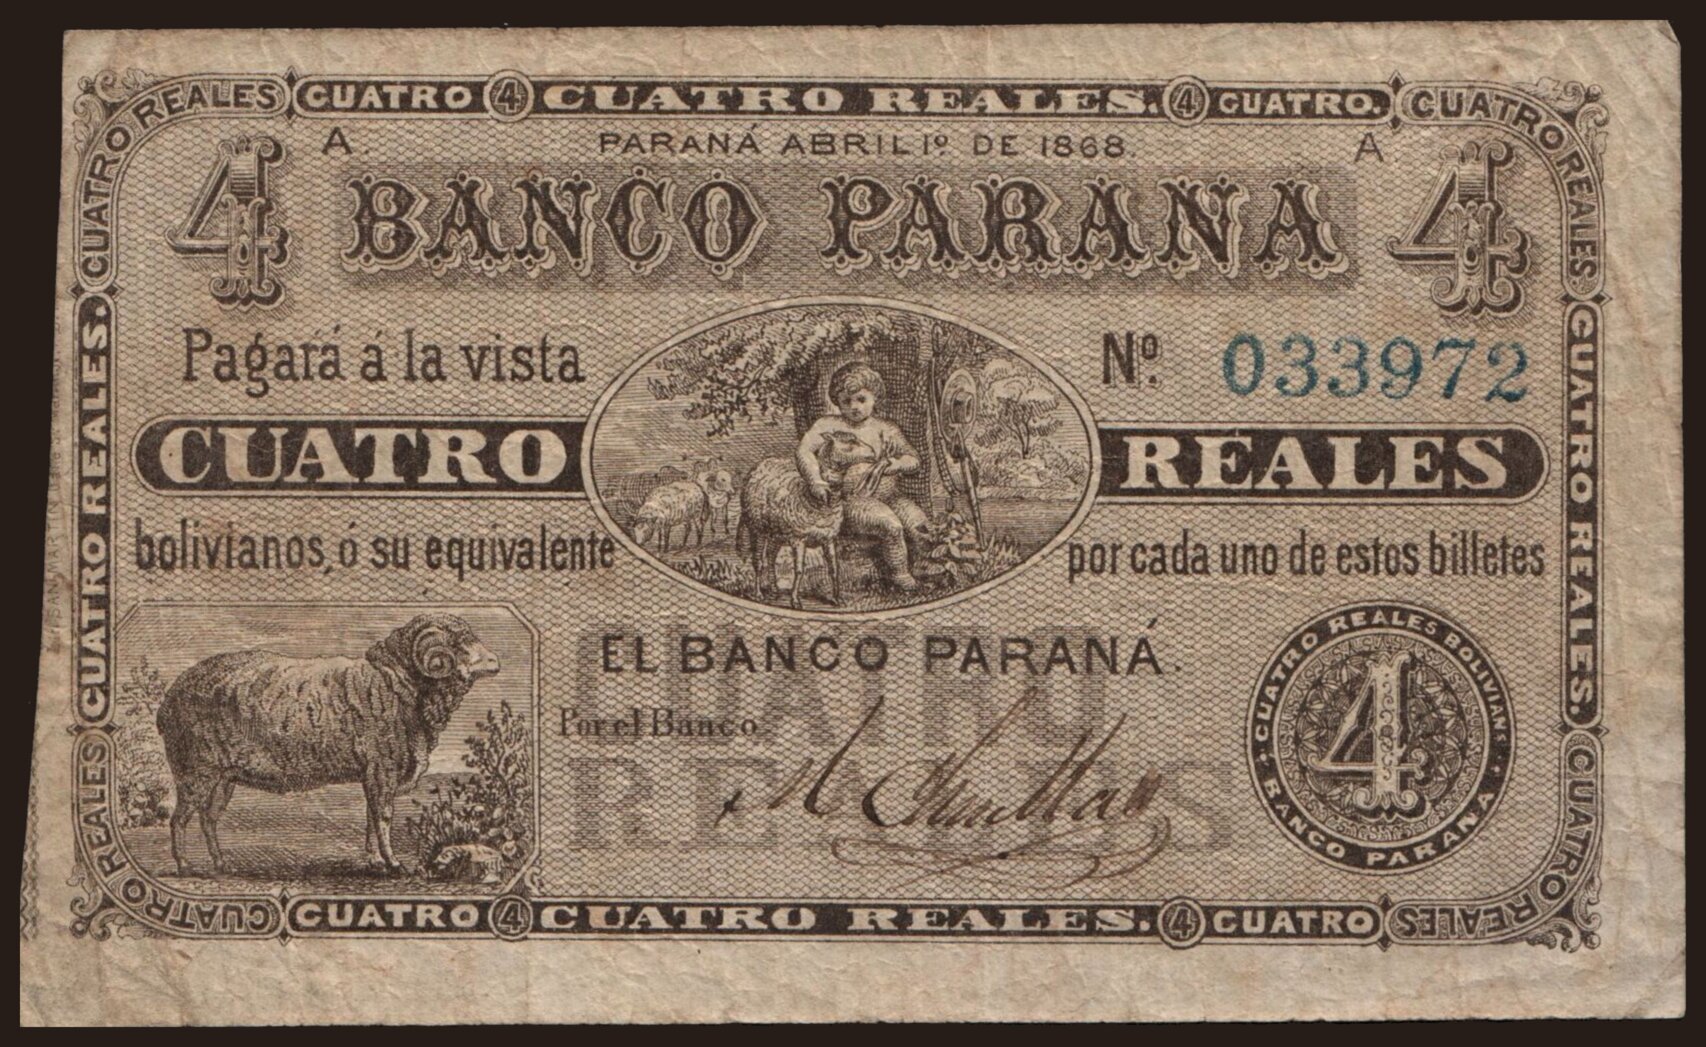 CUATRO REALES CUATRO 4 CUATRO REALES. 4 CUATRO. CUATRO REALES
A. PARANÁ ABRIL 1º DE 1868. A
4 BANCO PARANA 4
Pagará á la vista Nº. 033972
CUATRO REALES
bolivianos, ó su equivalente por cada uno de estos billetes
EL BANCO PARANÁ.
CUATRO
REALES
Por el Banco
CUATRO REALES BOLIVIANS
4
BANCO PARANA
CUATRO REALES.
CUATRO REALES.
CUATRO REALES CUATRO 4 CUATRO REALES. 4 CUATRO CUATRO REALES